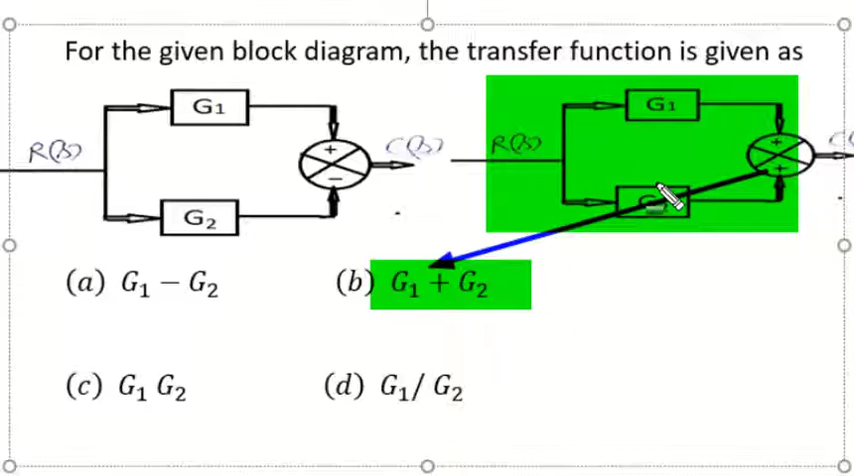 For the given block diagram, the transfer function is given as
G1
G1
+
+
R(s)
C(s)
R(s)
−
+
G2
(a) G1 − G2
(b) G1 + G2
(c) G1 G2
(d) G1/ G2